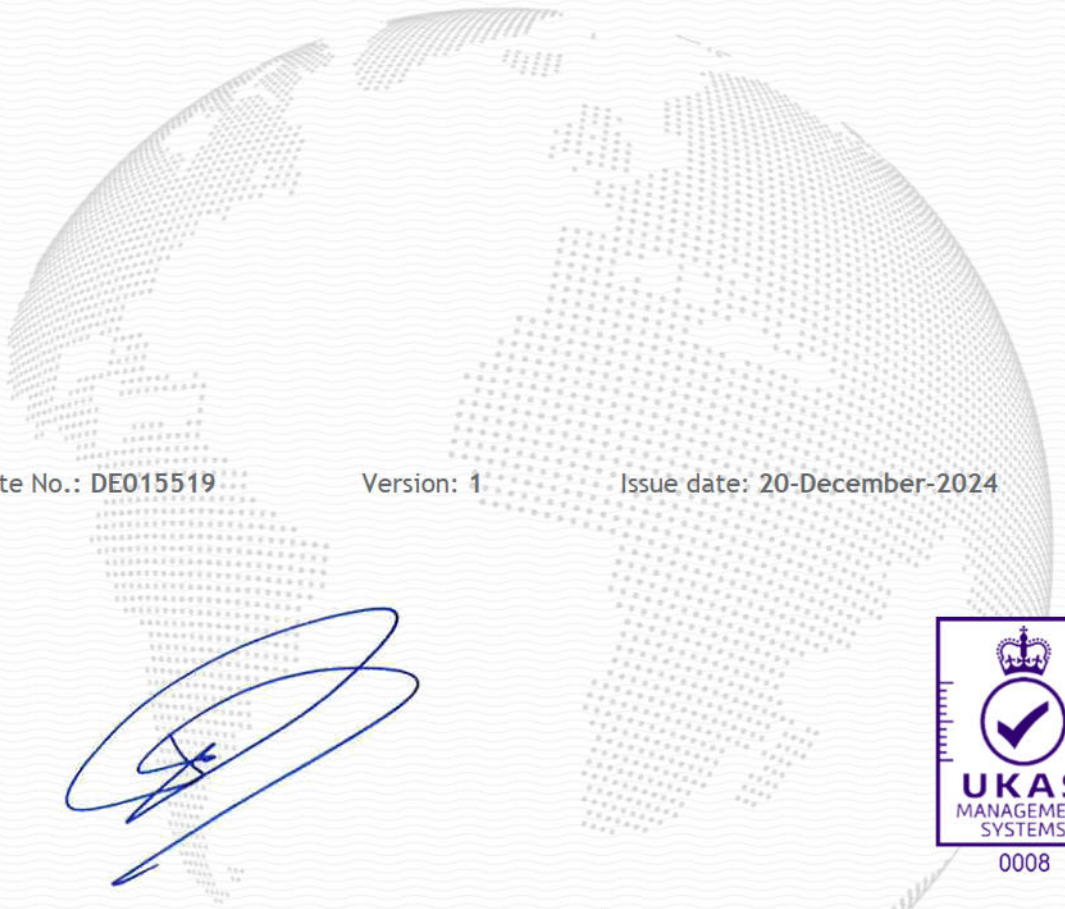 te No.: DE015519 Version: 1 Issue date: 20-December-2024
UKAS
MANAGEME
SYSTEMS
0008